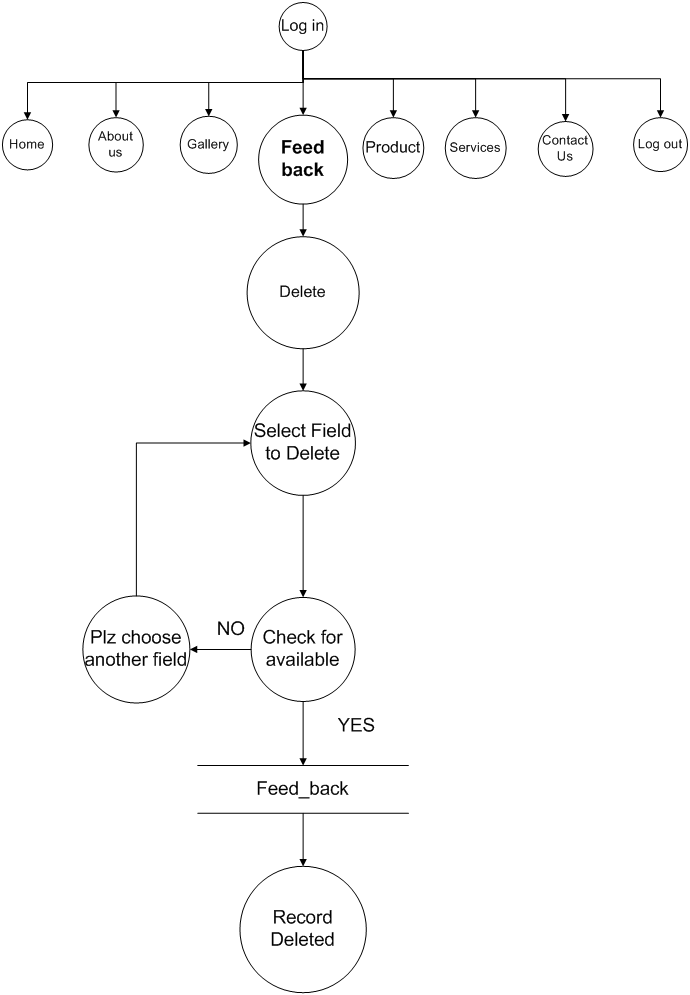 Log in
Home
About
us
Gallery
Feed
back
Product
Services
Contact
Us
Log out
Delete
Select Field
to Delete
Plz choose
another field
NO
Check for
available
YES
Feed_back
Record
Deleted